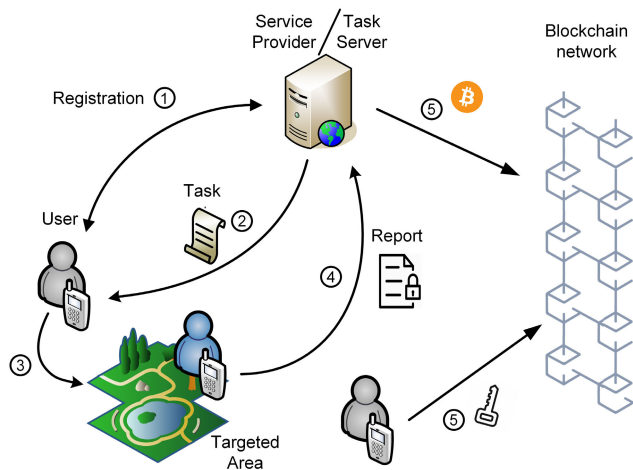 Service
Provider
Task
Server
Blockchain
network
Registration ①
⑤
Task
②
User
Report
④
③
⑤
Targeted
Area